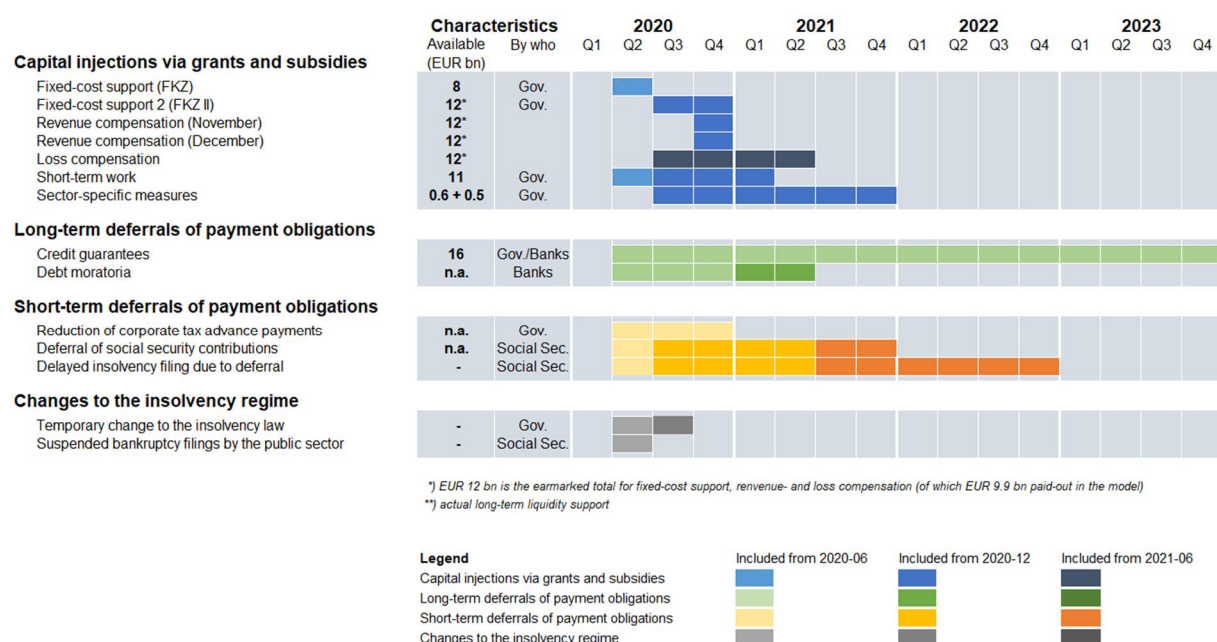 Characteristics 2020 2021 2022 2023
Available By who Q1 Q2 Q3 Q4 Q1 Q2 Q3 Q4 Q1 Q2 Q3 Q4 Q1 Q2 Q3 Q4
Capital injections via grants and subsidies (EUR bn)
Fixed-cost support (FKZ) 8 Gov.
Fixed-cost support 2 (FKZ II) 12* Gov.
Revenue compensation (November) 12*
Revenue compensation (December) 12*
Loss compensation 12*
Short-term work 11 Gov.
Sector-specific measures 0.6 + 0.5 Gov.
Long-term deferrals of payment obligations
Credit guarantees 16 Gov./Banks
Debt moratoria n.a. Banks
Short-term deferrals of payment obligations
Reduction of corporate tax advance payments n.a. Gov.
Deferral of social security contributions n.a. Social Sec.
Delayed insolvency filing due to deferral - Social Sec.
Changes to the insolvency regime
Temporary change to the insolvency law - Gov.
Suspended bankruptcy filings by the public sector - Social Sec.
*) EUR 12 bn is the earmarked total for fixed-cost support, renvenue- and loss compensation (of which EUR 9.9 bn paid-out in the model)
**) actual long-term liquidity support
Legend Included from 2020-06 Included from 2020-12 Included from 2021-06
Capital injections via grants and subsidies
Long-term deferrals of payment obligations
Short-term deferrals of payment obligations
Changes to the insolvency regime